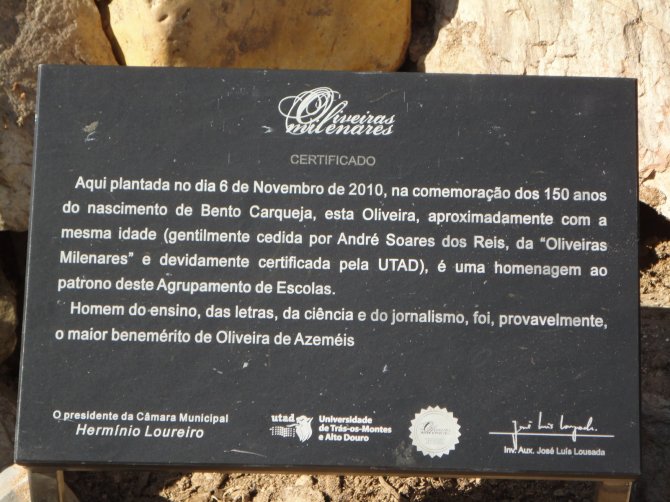 Oliveiras
milenares
CERTIFICADO
Aqui plantada no dia 6 de Novembro de 2010, na comemoração dos 150 anos
do nascimento de Bento Carqueja, esta Oliveira, aproximadamente com a
mesma idade (gentilmente cedida por André Soares dos Reis, da “Oliveiras
Milenares” e devidamente certificada pela UTAD), é uma homenagem ao
patrono deste Agrupamento de Escolas.
Homem do ensino, das letras, da ciência e do jornalismo, foi, provavelmente,
o maior benemérito de Oliveira de Azeméis
O presidente da Câmara Municipal
Hermínio Loureiro
utad
Universidade
de Trás-os-Montes
e Alto Douro
José Luís Lousada
Inv. Aux. José Luís Lousada